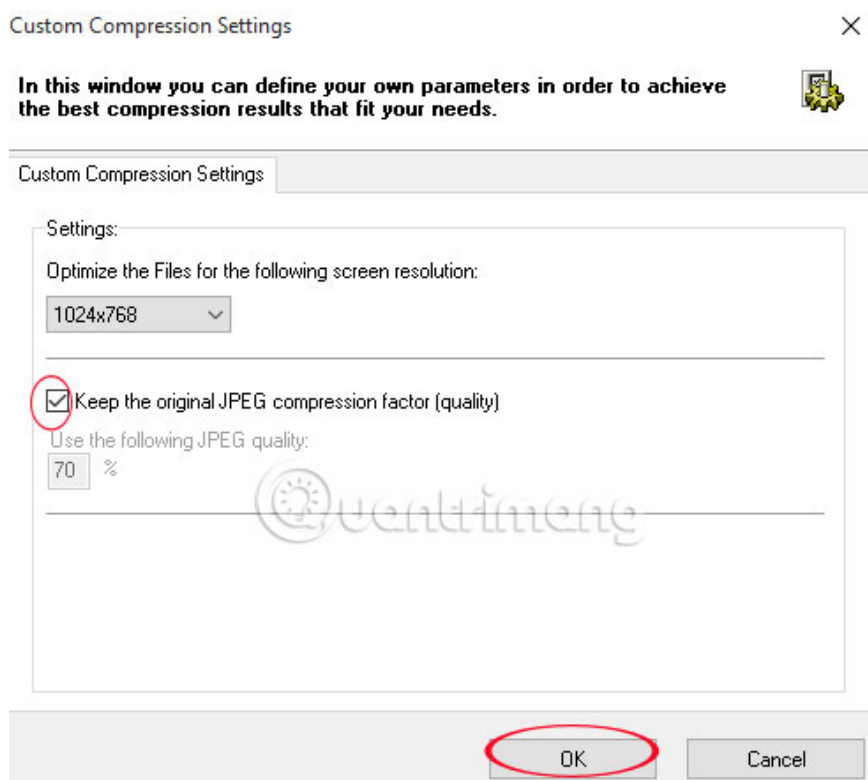 Custom Compression Settings
In this window you can define your own parameters in order to achieve
the best compression results that fit your needs.
Custom Compression Settings
Settings:
Optimize the Files for the following screen resolution:
1024x768
Keep the original JPEG compression factor (quality)
Use the following JPEG quality:
70 %
Quantrimang
OK Cancel